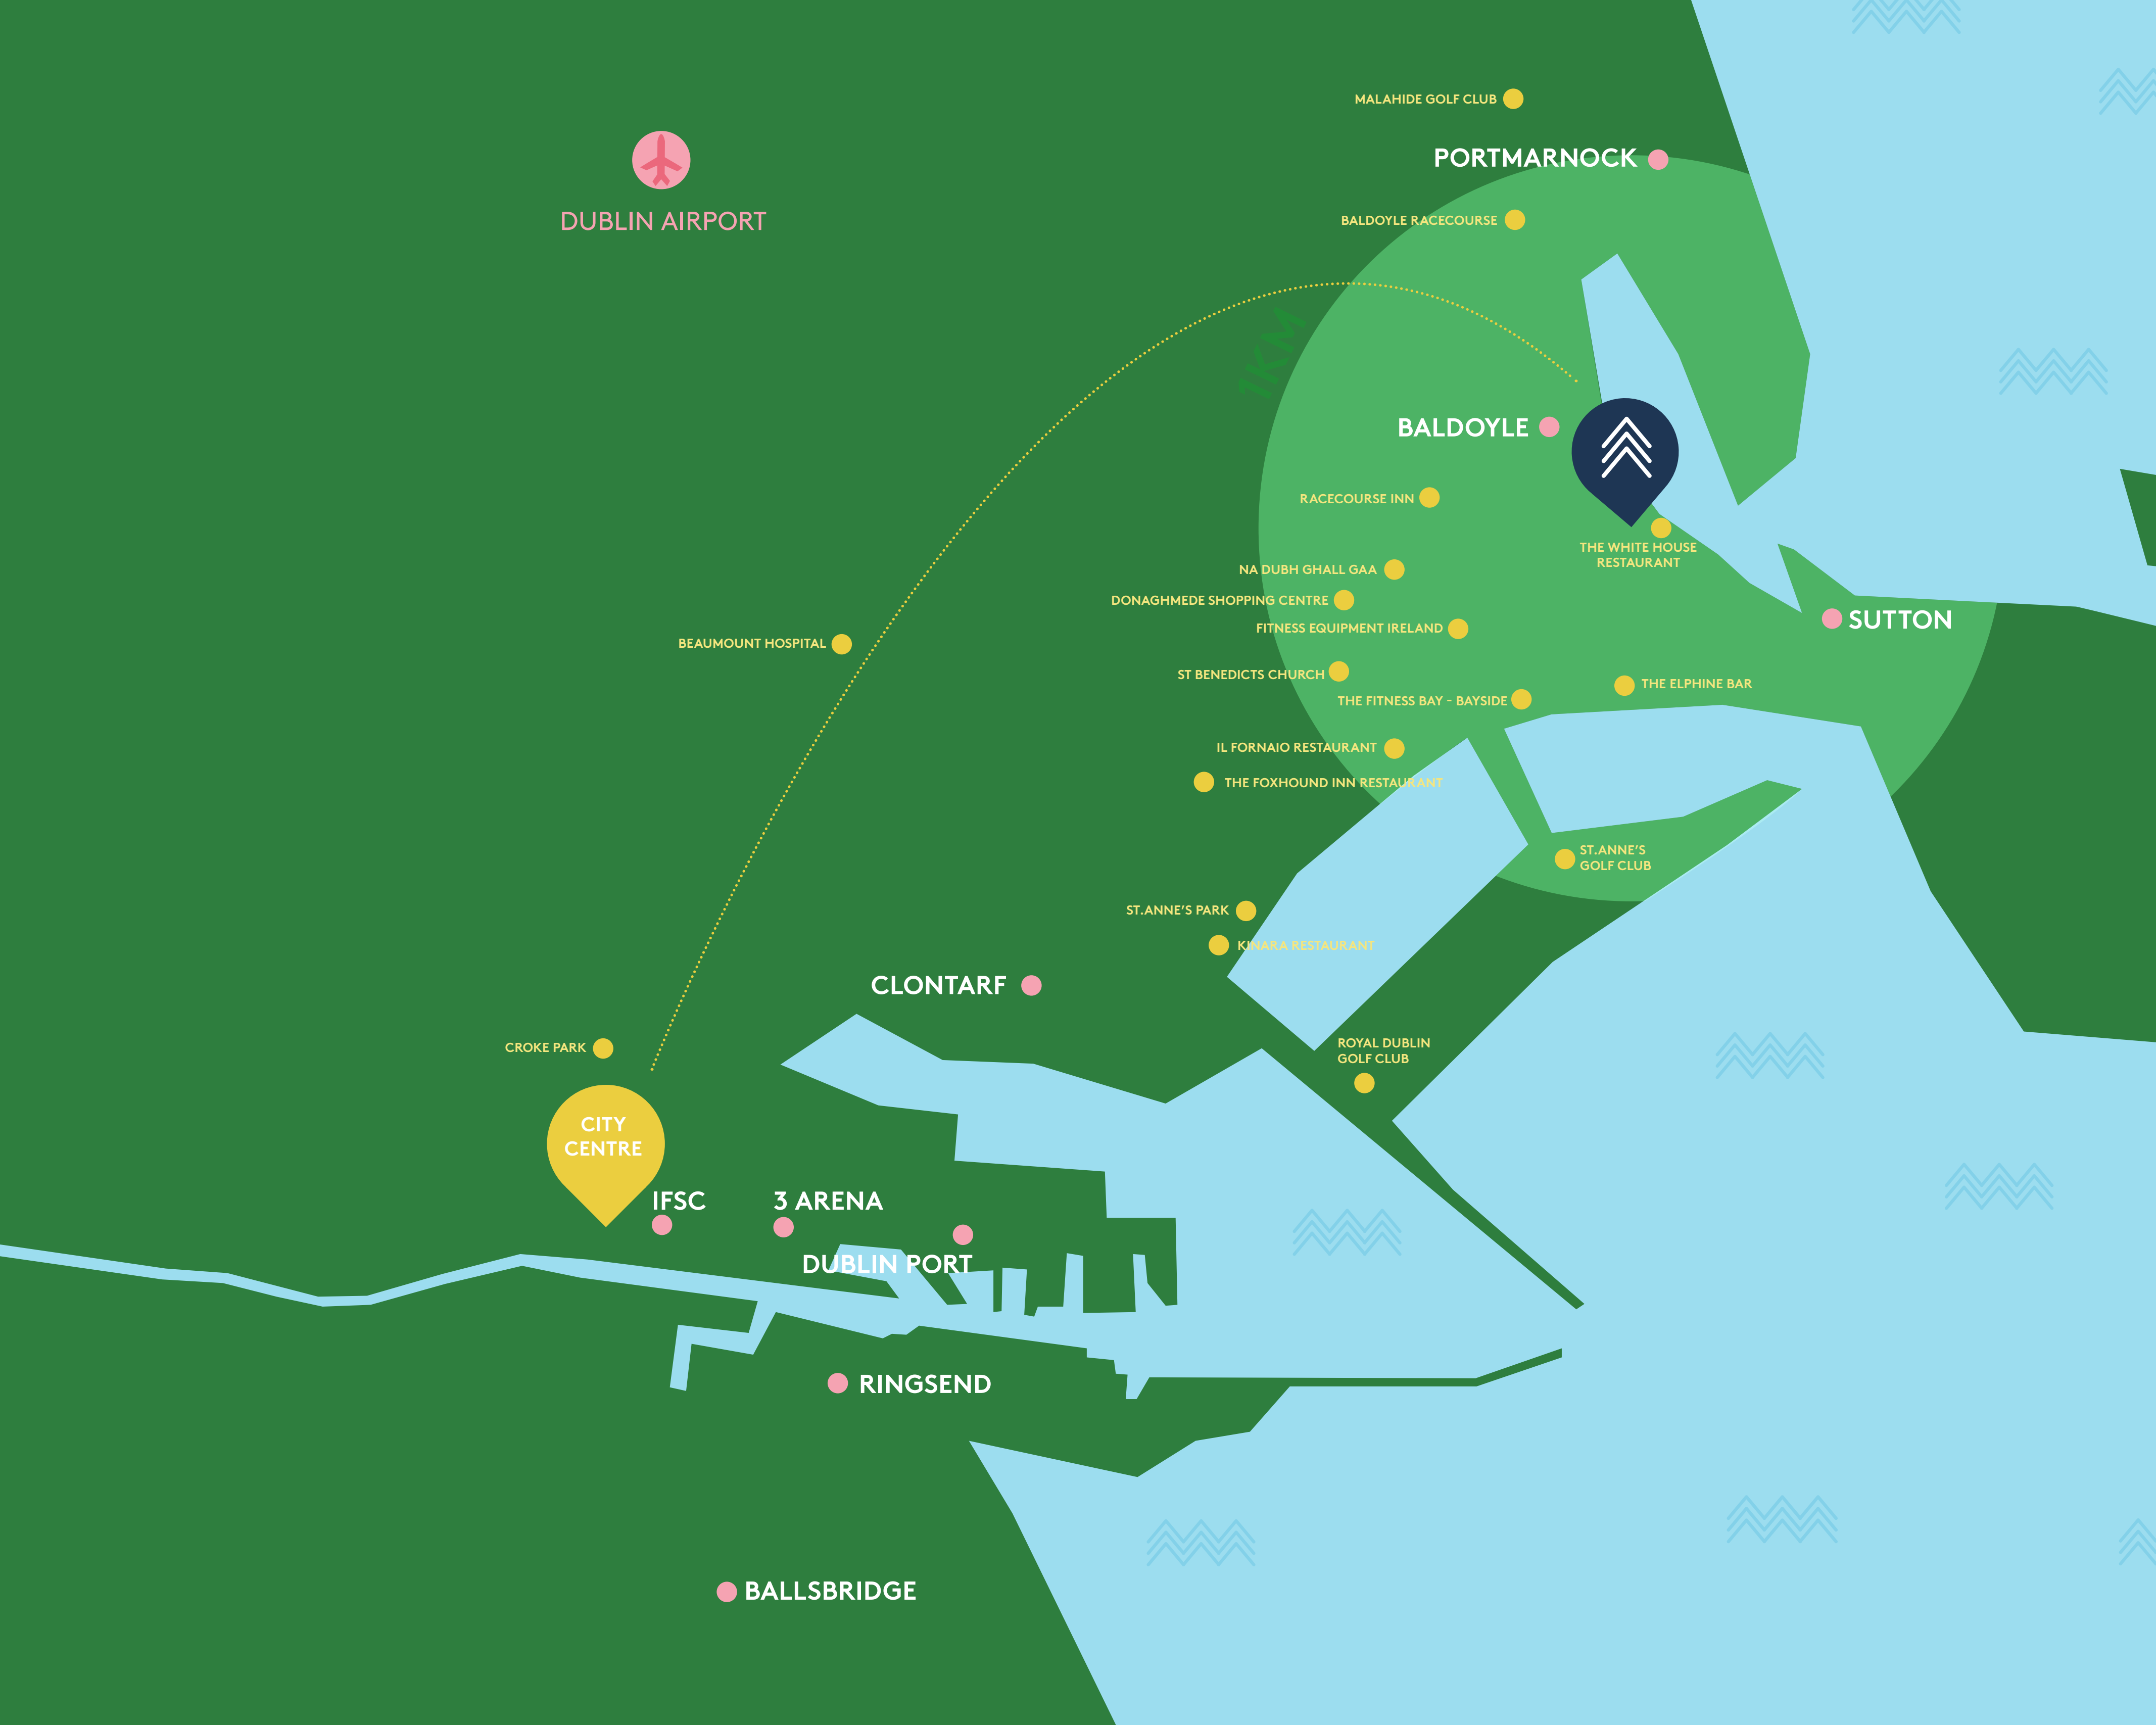 MALAHIDE GOLF CLUB
PORTMARNOCK
DUBLIN AIRPORT
BALDOYLE RACECOURSE
1KM
BALDOYLE
RACECOURSE INN
THE WHITE HOUSE
RESTAURANT
NA DUBH GHALL GAA
DONAGHMEDE SHOPPING CENTRE
SUTTON
FITNESS EQUIPMENT IRELAND
BEAUMOUNT HOSPITAL
ST BENEDICTS CHURCH
THE ELPHINE BAR
THE FITNESS BAY - BAYSIDE
IL FORNAIO RESTAURANT
THE FOXHOUND INN RESTAURANT
ST.ANNE'S
GOLF CLUB
ST.ANNE'S PARK
KINARA RESTAURANT
CLONTARF
ROYAL DUBLIN
GOLF CLUB
CROKE PARK
CITY
CENTRE
IFSC
3 ARENA
DUBLIN PORT
RINGSEND
BALLSBRIDGE